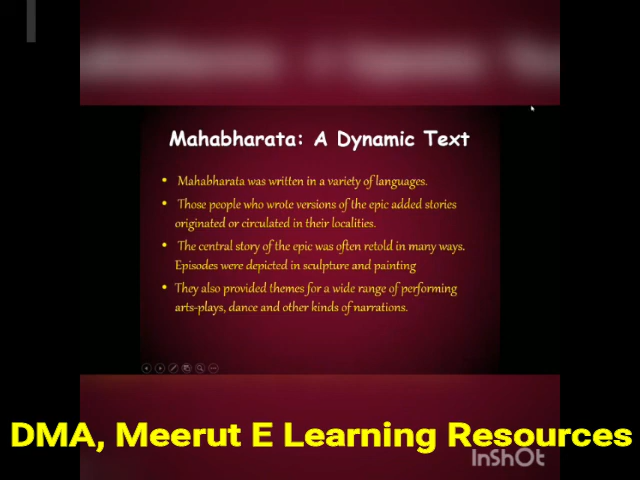 Mahabharata: A Dynamic Text
• Mahabharata was written in a variety of languages.
• Those people who wrote versions of the epic added stories
originated or circulated in their localities.
• The central story of the epic was often retold in many ways.
Episodes were depicted in sculpture and painting
• They also provided themes for a wide range of performing
arts-plays, dance and other kinds of narrations.
DMA, Meerut E Learning Resources
InShOt